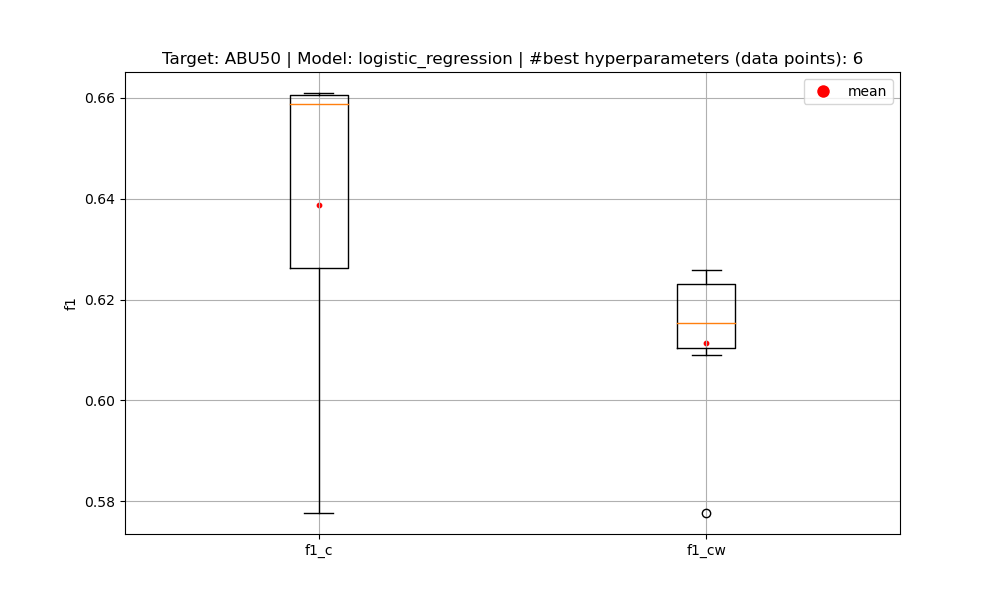 Target: ABU50 | Model: logistic_regression | #best hyperparameters (data points): 6
mean
0.66
0.64
0.62
0.60
0.58
f1
f1_c
f1_cw